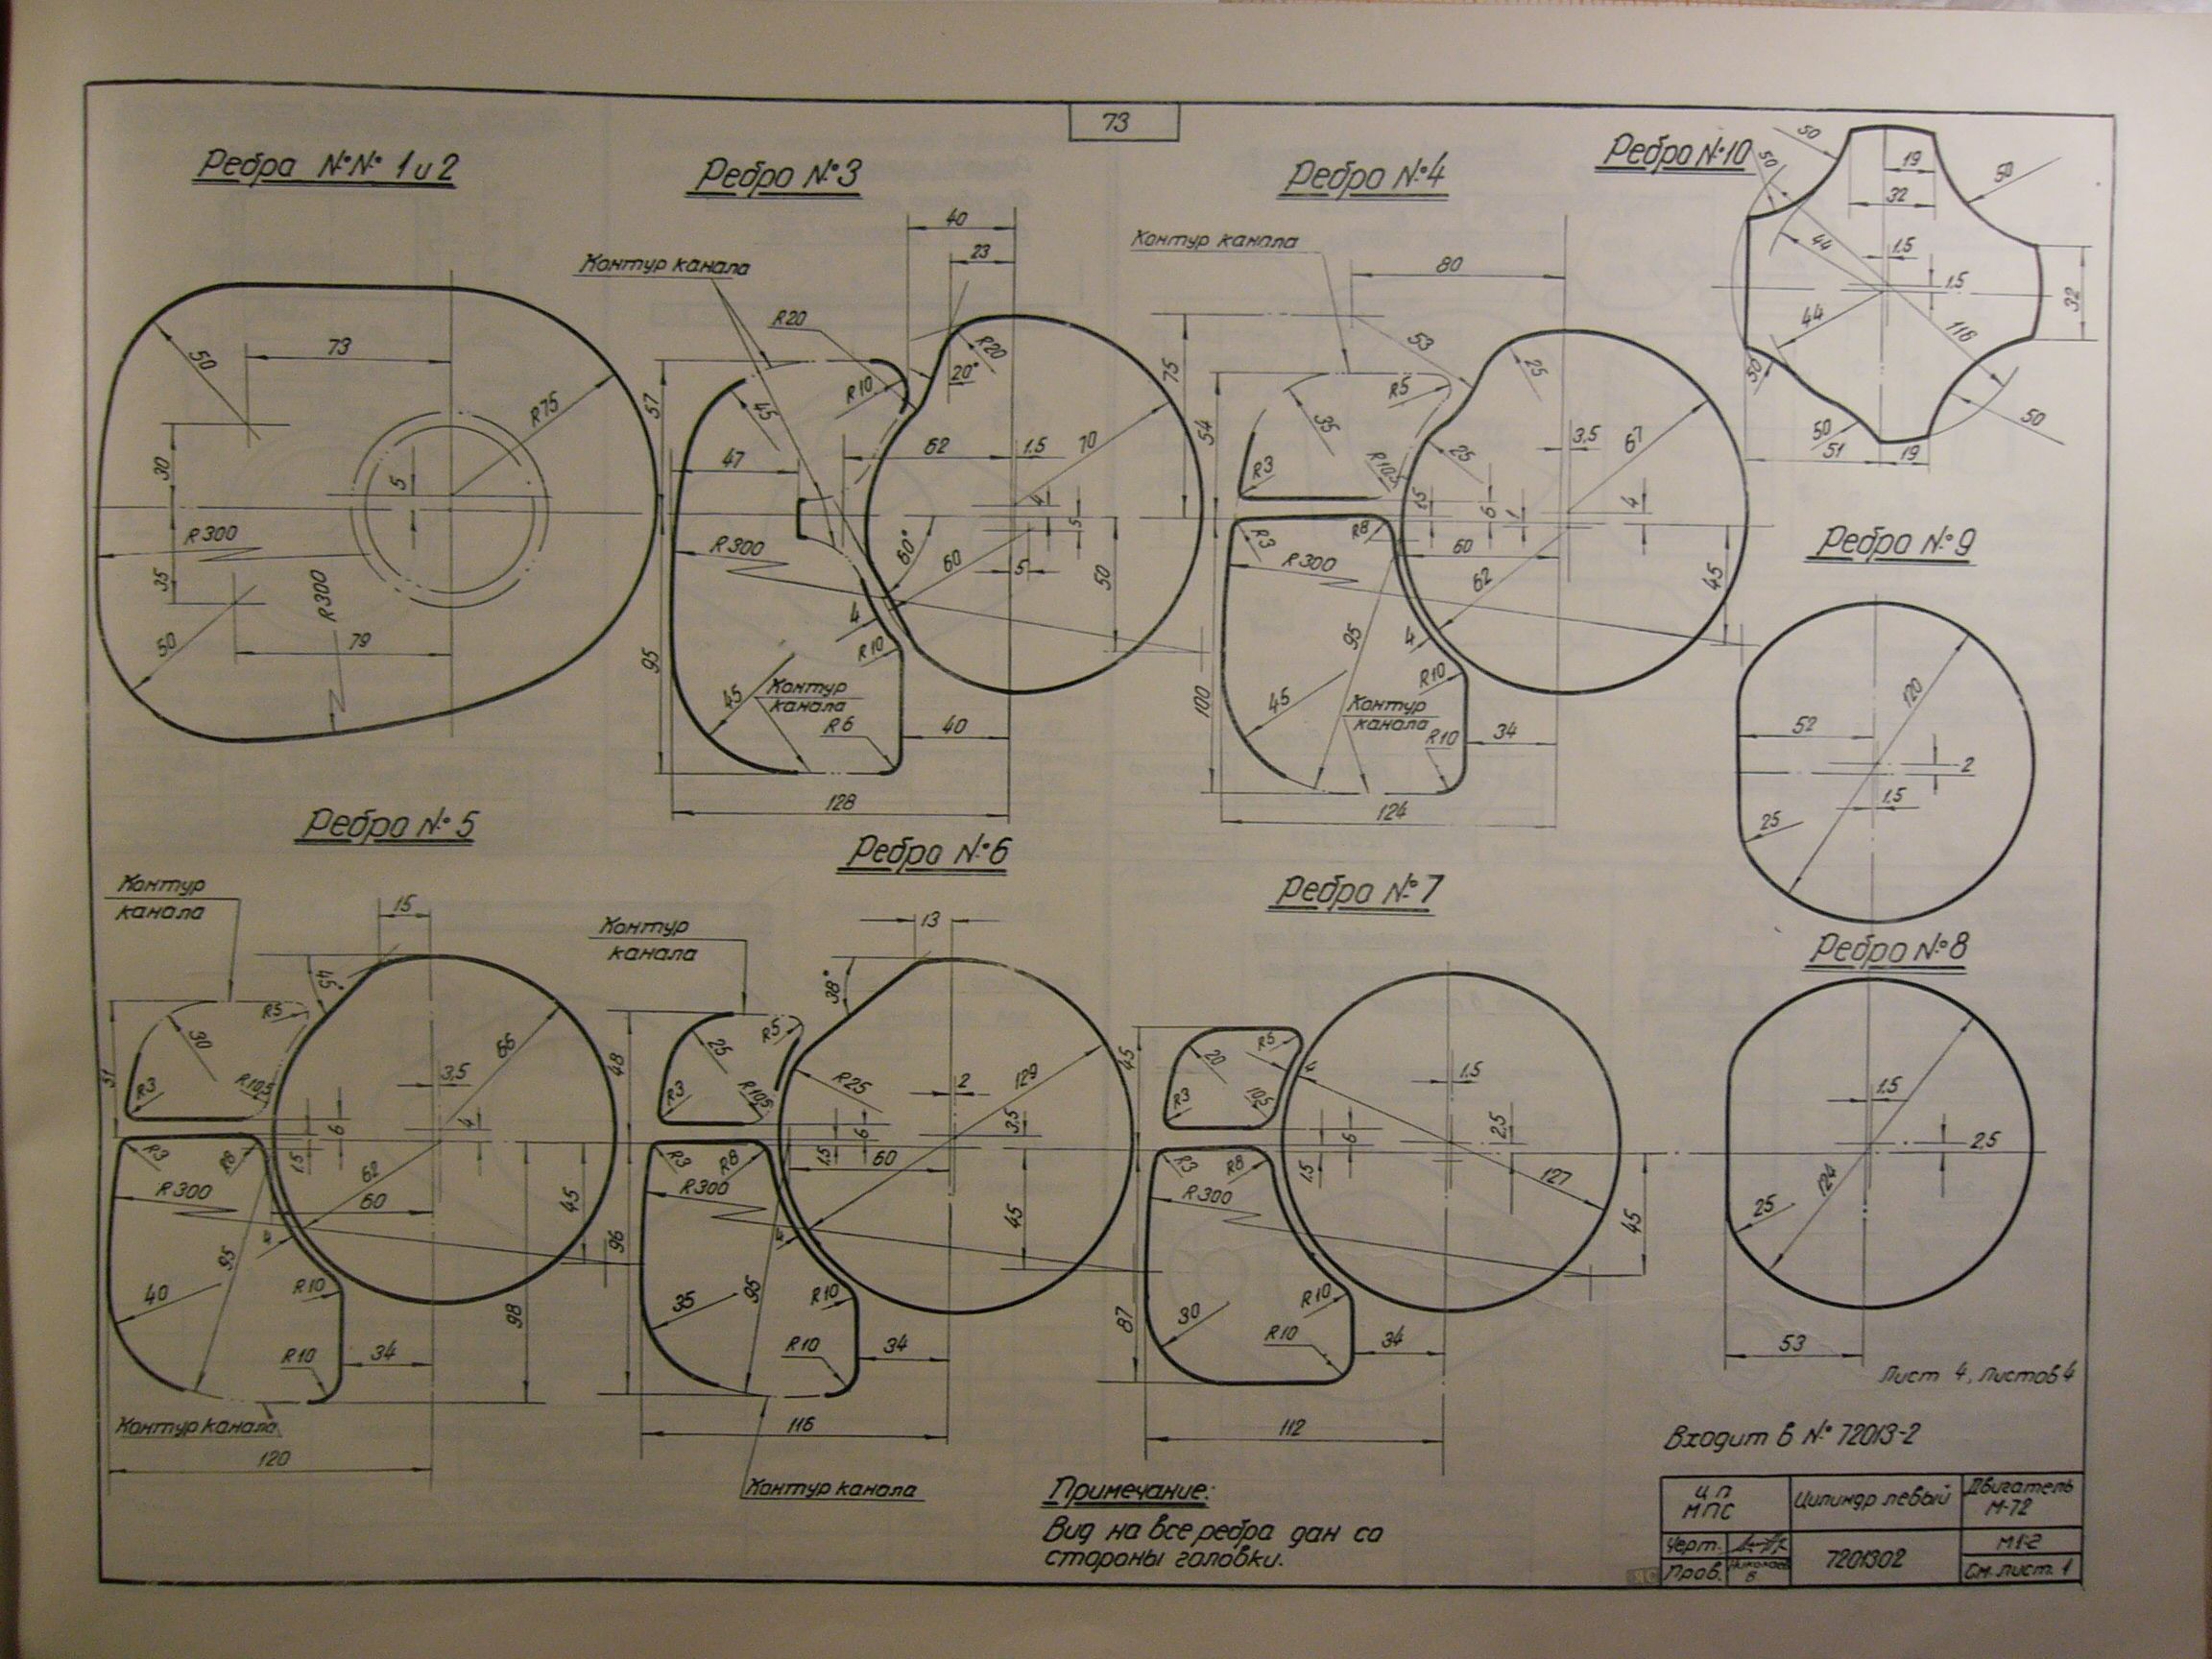 73
Ребра №№ 1 и 2
50
73
R75
30
5
R300
35
R300
50
79
Ребро №3
Контур канала
40
23
R20
R20
20°
R10
57
45
47
62
1.5
70
4
5
R300
60°
60
5
50
4
R10
95
45
Контур
канала
R6
40
128
Ребро №4
Контур канала
80
53
25
75
R5
35
54
3,5
67
25
R3
R10,5
1,5
6
1
4
R3
R8
R300
60
62
45
95
4
100
45
R10
Контур
канала
R10
34
124
Ребро №10
50
50
19
50
32
44
1.5
1.5
44
32
116
50
50
50
51
19
Ребро №9
120
52
2
1.5
25
Ребро №5
Контур
канала
15
45°
R5
30
66
51
3,5
R3
R10,5
6
4
1.5
R3
R8
62
R300
60
45
4
95
40
R10
98
R10
34
Контур канала
120
Ребро №6
Контур
канала
13
38°
R5
25
48
R25
2
129
R3
R10,5
3,5
6
1.5
R3
R8
60
R300
45
96
4
35
95
R10
R10
34
116
Контур канала
Ребро №7
45
R5
20
4
1.5
R3
10,5
6
2,5
1.5
R3
R8
R300
127
45
87
30
R10
R10
34
112
Ребро №8
1.5
2,5
124
25
53
Лист 4, Листов 4
Входит в № 72013-2
Примечание:
Вид на все ребра дан со
стороны головки.
ЦП
МПС
Цилиндр левый
Двигатель
М-72
Черт.
7201302
М1:2
Пров.
См. лист. 1